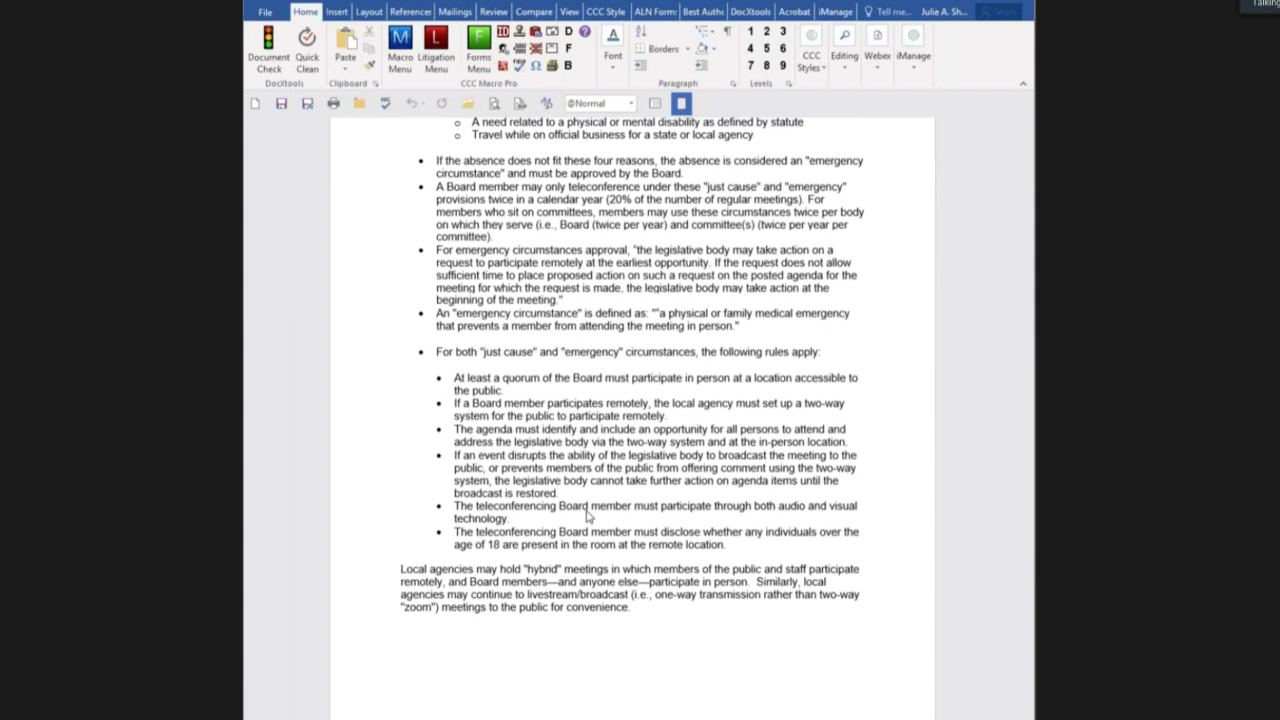 Talking
File Home Insert Layout References Mailings Review Compare View CCC Style ALN Form Best Autho DocXtools Acrobat iManage Tell me... Julie A. Sh... Share
Document Check
Quick Clean
DocXtools
Paste
Clipboard
M
Macro Menu
L
Litigation Menu
F
Forms Menu
ID D ?
F
B
CCC Macro Pro
A
Font
Borders
Paragraph
1 2 3
4 5 6
7 8 9
Levels
CCC Styles
Editing
Webex
iManage
@Normal
o A need related to a physical or mental disability as defined by statute
o Travel while on official business for a state or local agency
• If the absence does not fit these four reasons, the absence is considered an "emergency
circumstance" and must be approved by the Board.
• A Board member may only teleconference under these "just cause" and "emergency"
provisions twice in a calendar year (20% of the number of regular meetings). For
members who sit on committees, members may use these circumstances twice per body
on which they serve (i.e., Board (twice per year) and committee(s) (twice per year per
committee).
• For emergency circumstances approval, "the legislative body may take action on a
request to participate remotely at the earliest opportunity. If the request does not allow
sufficient time to place proposed action on such a request on the posted agenda for the
meeting for which the request is made, the legislative body may take action at the
beginning of the meeting."
• An "emergency circumstance" is defined as: ""a physical or family medical emergency
that prevents a member from attending the meeting in person."
• For both "just cause" and "emergency" circumstances, the following rules apply:
• At least a quorum of the Board must participate in person at a location accessible to
the public.
• If a Board member participates remotely, the local agency must set up a two-way
system for the public to participate remotely.
• The agenda must identify and include an opportunity for all persons to attend and
address the legislative body via the two-way system and at the in-person location.
• If an event disrupts the ability of the legislative body to broadcast the meeting to the
public, or prevents members of the public from offering comment using the two-way
system, the legislative body cannot take further action on agenda items until the
broadcast is restored.
• The teleconferencing Board member must participate through both audio and visual
technology.
• The teleconferencing Board member must disclose whether any individuals over the
age of 18 are present in the room at the remote location.
Local agencies may hold "hybrid" meetings in which members of the public and staff participate
remotely, and Board members—and anyone else—participate in person. Similarly, local
agencies may continue to livestream/broadcast (i.e., one-way transmission rather than two-way
"zoom") meetings to the public for convenience.